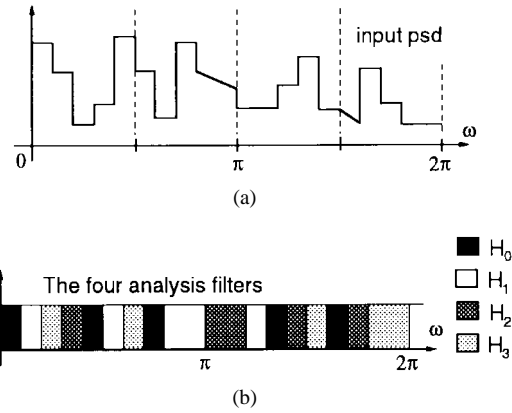 input psd
ω
0
π
2π
(a)
The four analysis filters
H₀
H₁
H₂
H₃
ω
π
2π
(b)